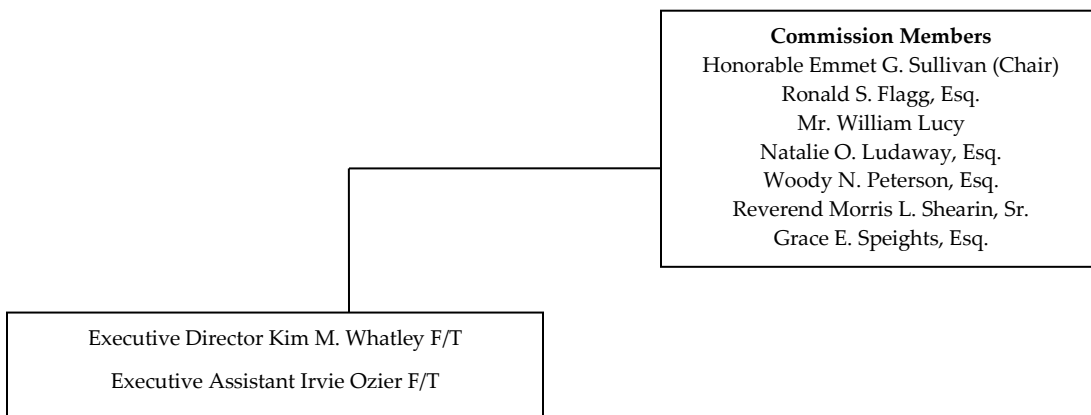 Commission Members
Honorable Emmet G. Sullivan (Chair)
Ronald S. Flagg, Esq.
Mr. William Lucy
Natalie O. Ludaway, Esq.
Woody N. Peterson, Esq.
Reverend Morris L. Shearin, Sr.
Grace E. Speights, Esq.
Executive Director Kim M. Whatley F/T
Executive Assistant Irvie Ozier F/T